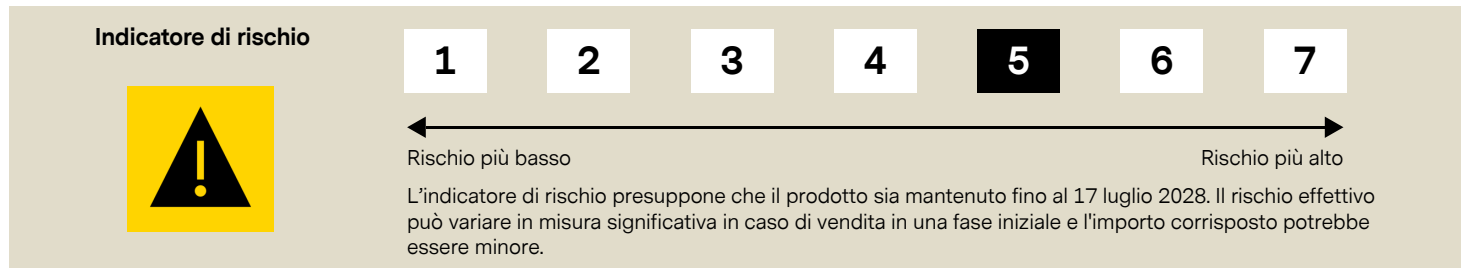 Indicatore di rischio
1 2 3 4 5 6 7
!
Rischio più basso
Rischio più alto
L’indicatore di rischio presuppone che il prodotto sia mantenuto fino al 17 luglio 2028. Il rischio effettivo
può variare in misura significativa in caso di vendita in una fase iniziale e l'importo corrisposto potrebbe
essere minore.